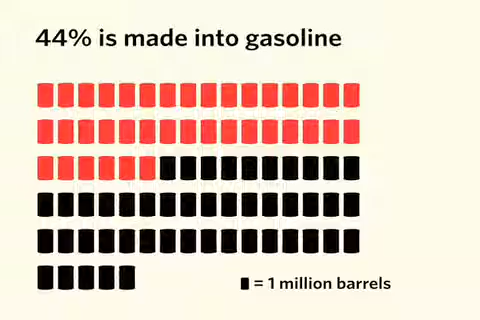 44% is made into gasoline
= 1 million barrels